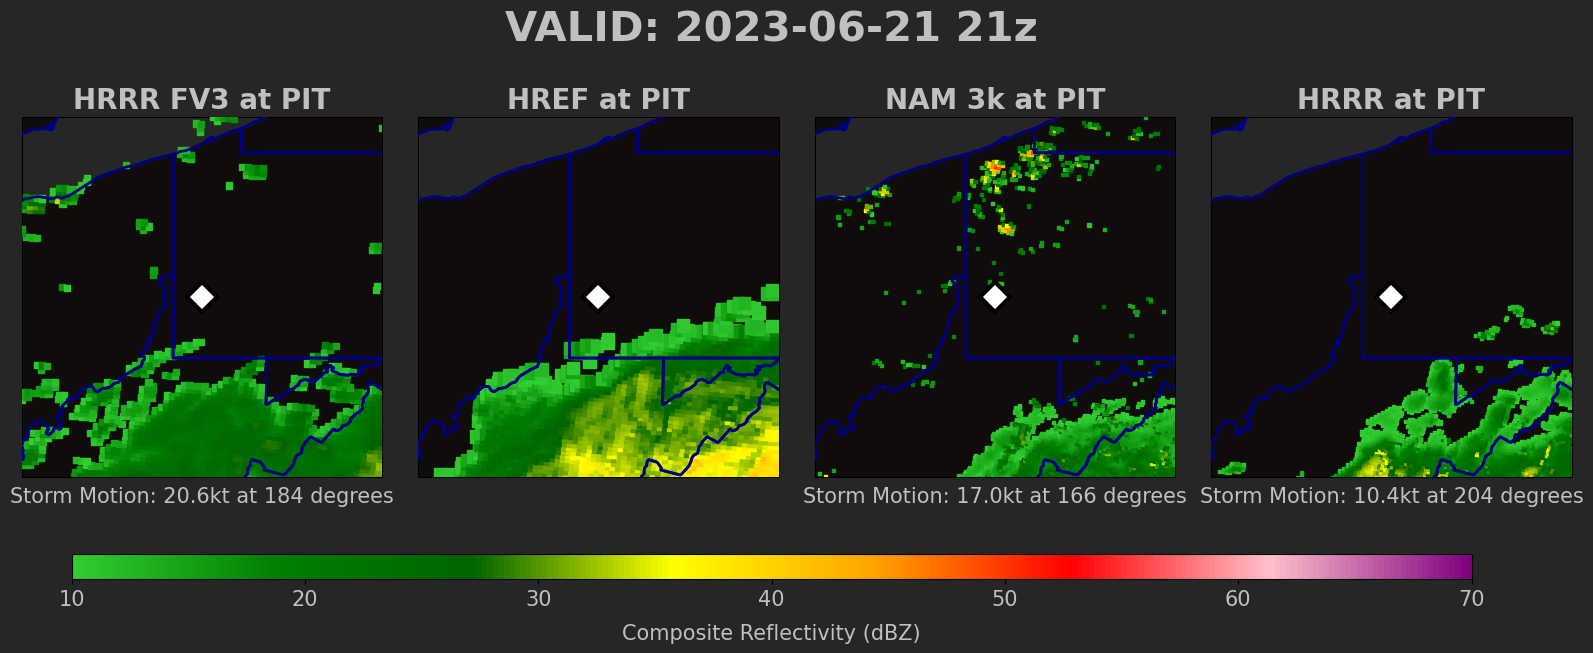 VALID: 2023-06-21 21z
HRRR FV3 at PIT
HREF at PIT
NAM 3k at PIT
HRRR at PIT
Storm Motion: 20.6kt at 184 degrees
Storm Motion: 17.0kt at 166 degrees
Storm Motion: 10.4kt at 204 degrees
10 20 30 40 50 60 70
Composite Reflectivity (dBZ)